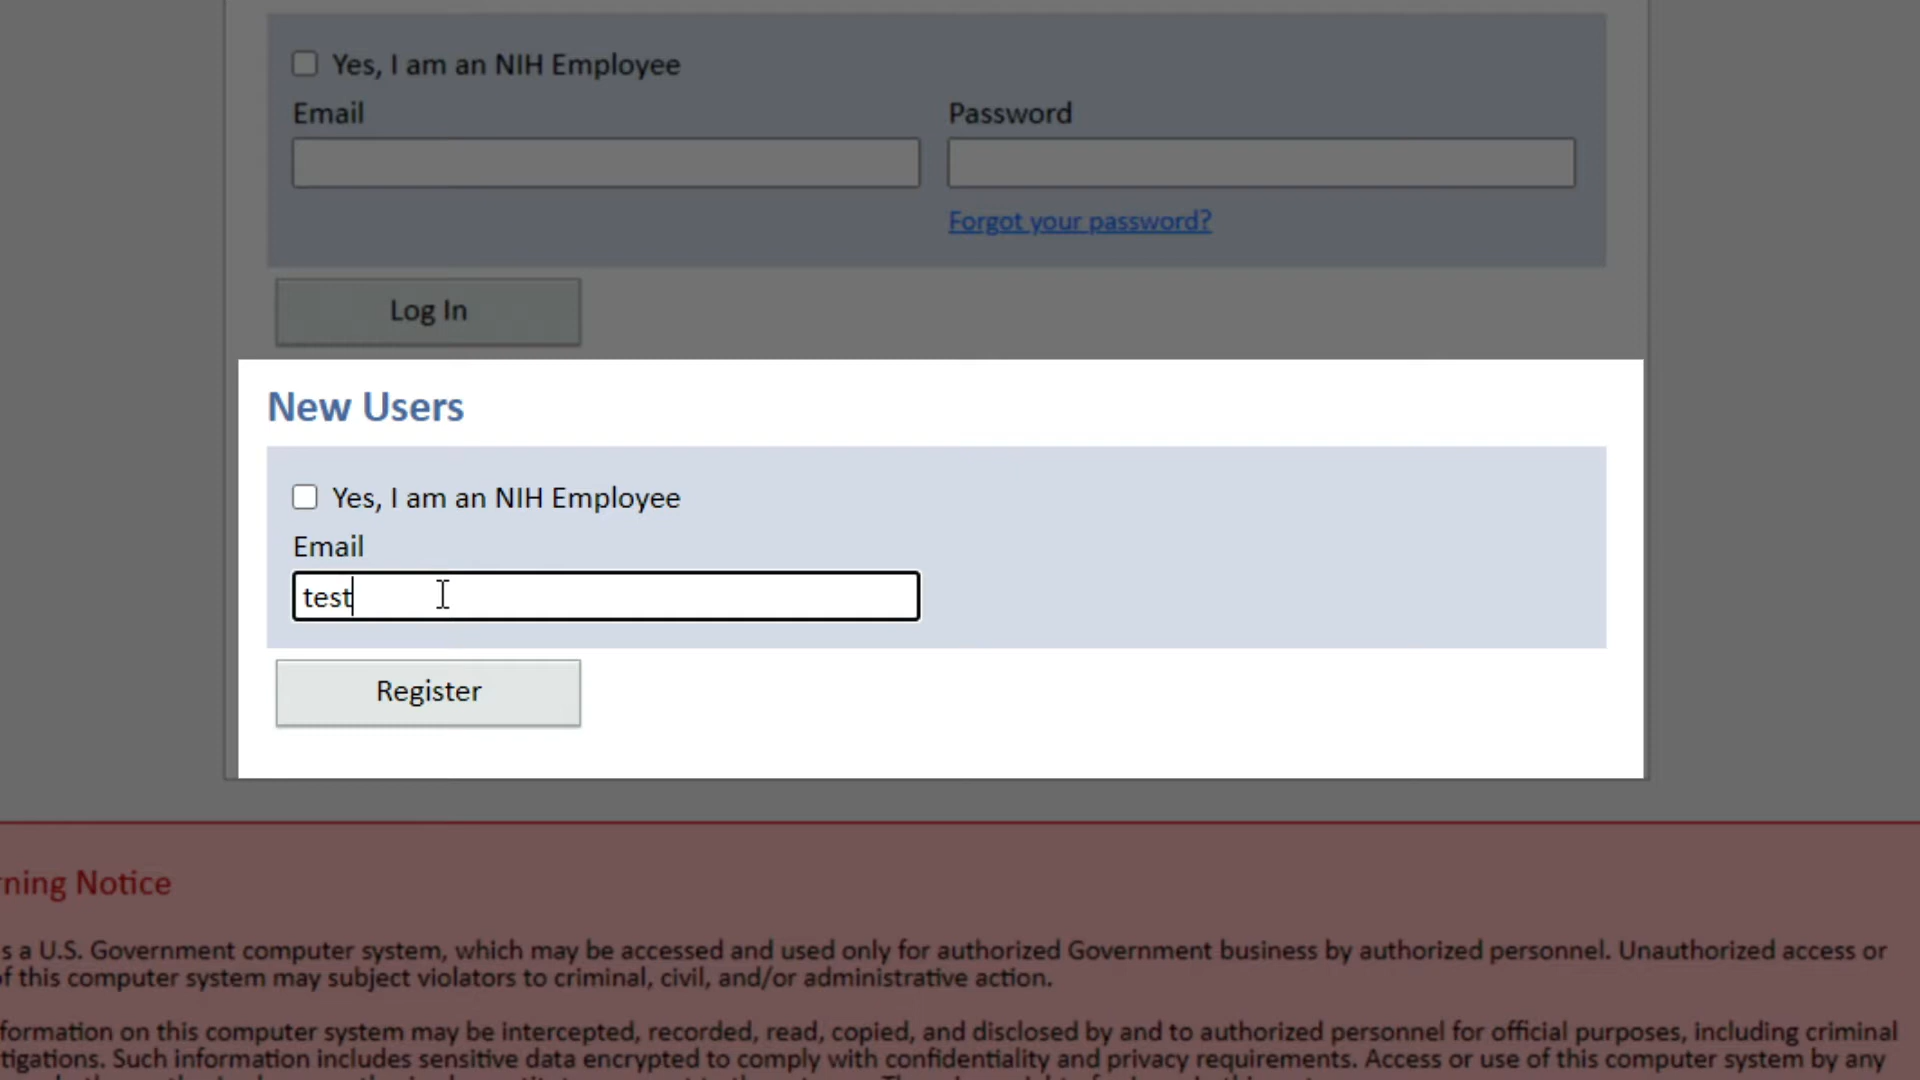 Yes, I am an NIH Employee
Email Password
Forgot your password?
Log In
New Users
Yes, I am an NIH Employee
Email
test
Register
rning Notice
s a U.S. Government computer system, which may be accessed and used only for authorized Government business by authorized personnel. Unauthorized access or
of this computer system may subject violators to criminal, civil, and/or administrative action.
formation on this computer system may be intercepted, recorded, read, copied, and disclosed by and to authorized personnel for official purposes, including criminal
tigations. Such information includes sensitive data encrypted to comply with confidentiality and privacy requirements. Access or use of this computer system by any